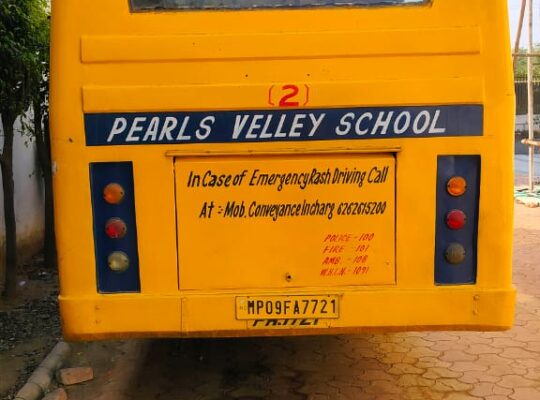 (2)
PEARLS VELLEY SCHOOL
In Case of Emergency Rash Driving Call
At :- Mob. Conveyance Incharg 6262615200
POLICE - 100
FIRE - 101
AMB. - 108
W.H.C.N. - 1091
MP09FA7721